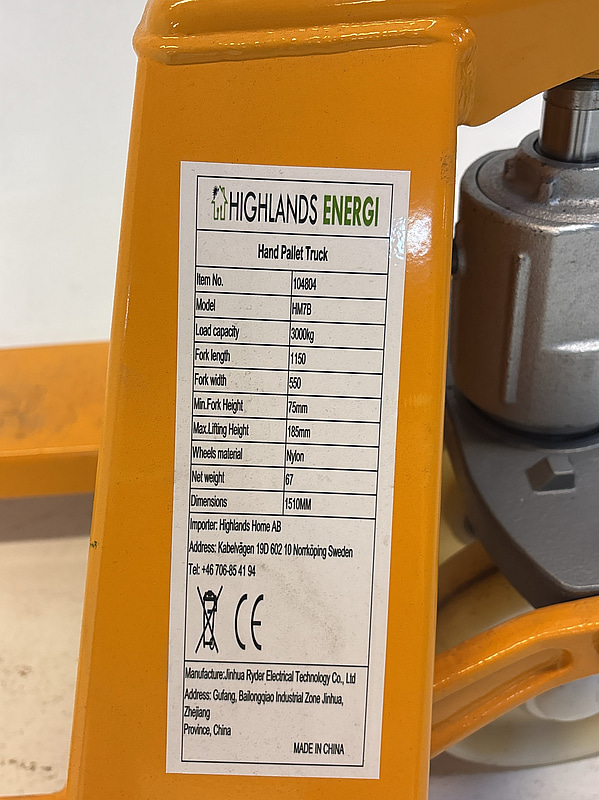 HIGHLANDS ENERGI
Hand Pallet Truck
Item No. 104804
Model HM7B
Load capacity 3000kg
Fork length 1150
Fork width 550
Min.Fork Height 75mm
Max.Lifting Height 185mm
Wheels material Nylon
Net weight 67
Dimensions 1510MM
Importer: Highlands Home AB
Address: Kabelvägen 19D 602 10 Norrköping Sweden
Tel: +46 706-85 41 94
CE
Manufacture:Jinhua Ryder Electrical Technology Co., Ltd
Address: Gufang, Bailongqiao Industrial Zone Jinhua,
Zhejiang
Province, China
MADE IN CHINA